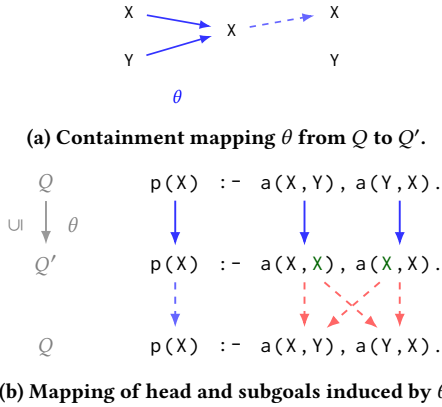 X X
X
Y Y
θ
(a) Containment mapping θ from Q to Q′.
Q p(X) :- a(X,Y), a(Y,X).
⊆ θ
Q′ p(X) :- a(X,X), a(X,X).
Q p(X) :- a(X,Y), a(Y,X).
(b) Mapping of head and subgoals induced by θ